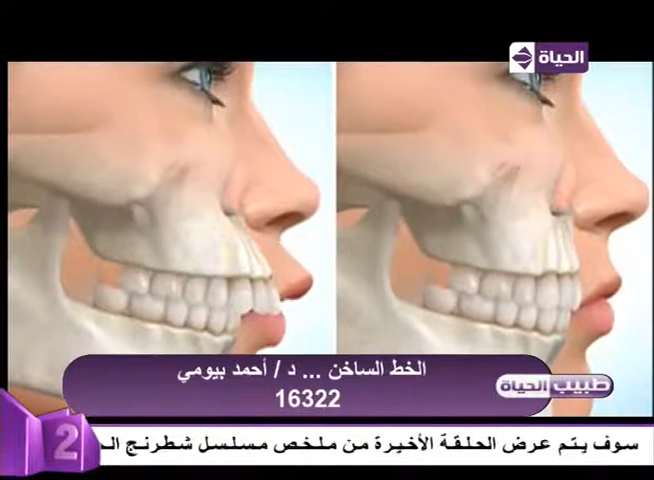 الحياة
الخط الساخن ... د / أحمد بيومي
16322
طبيب الحياة
2
سوف يتم عرض الحلقة الأخيرة من ملخص مسلسل شطرنج